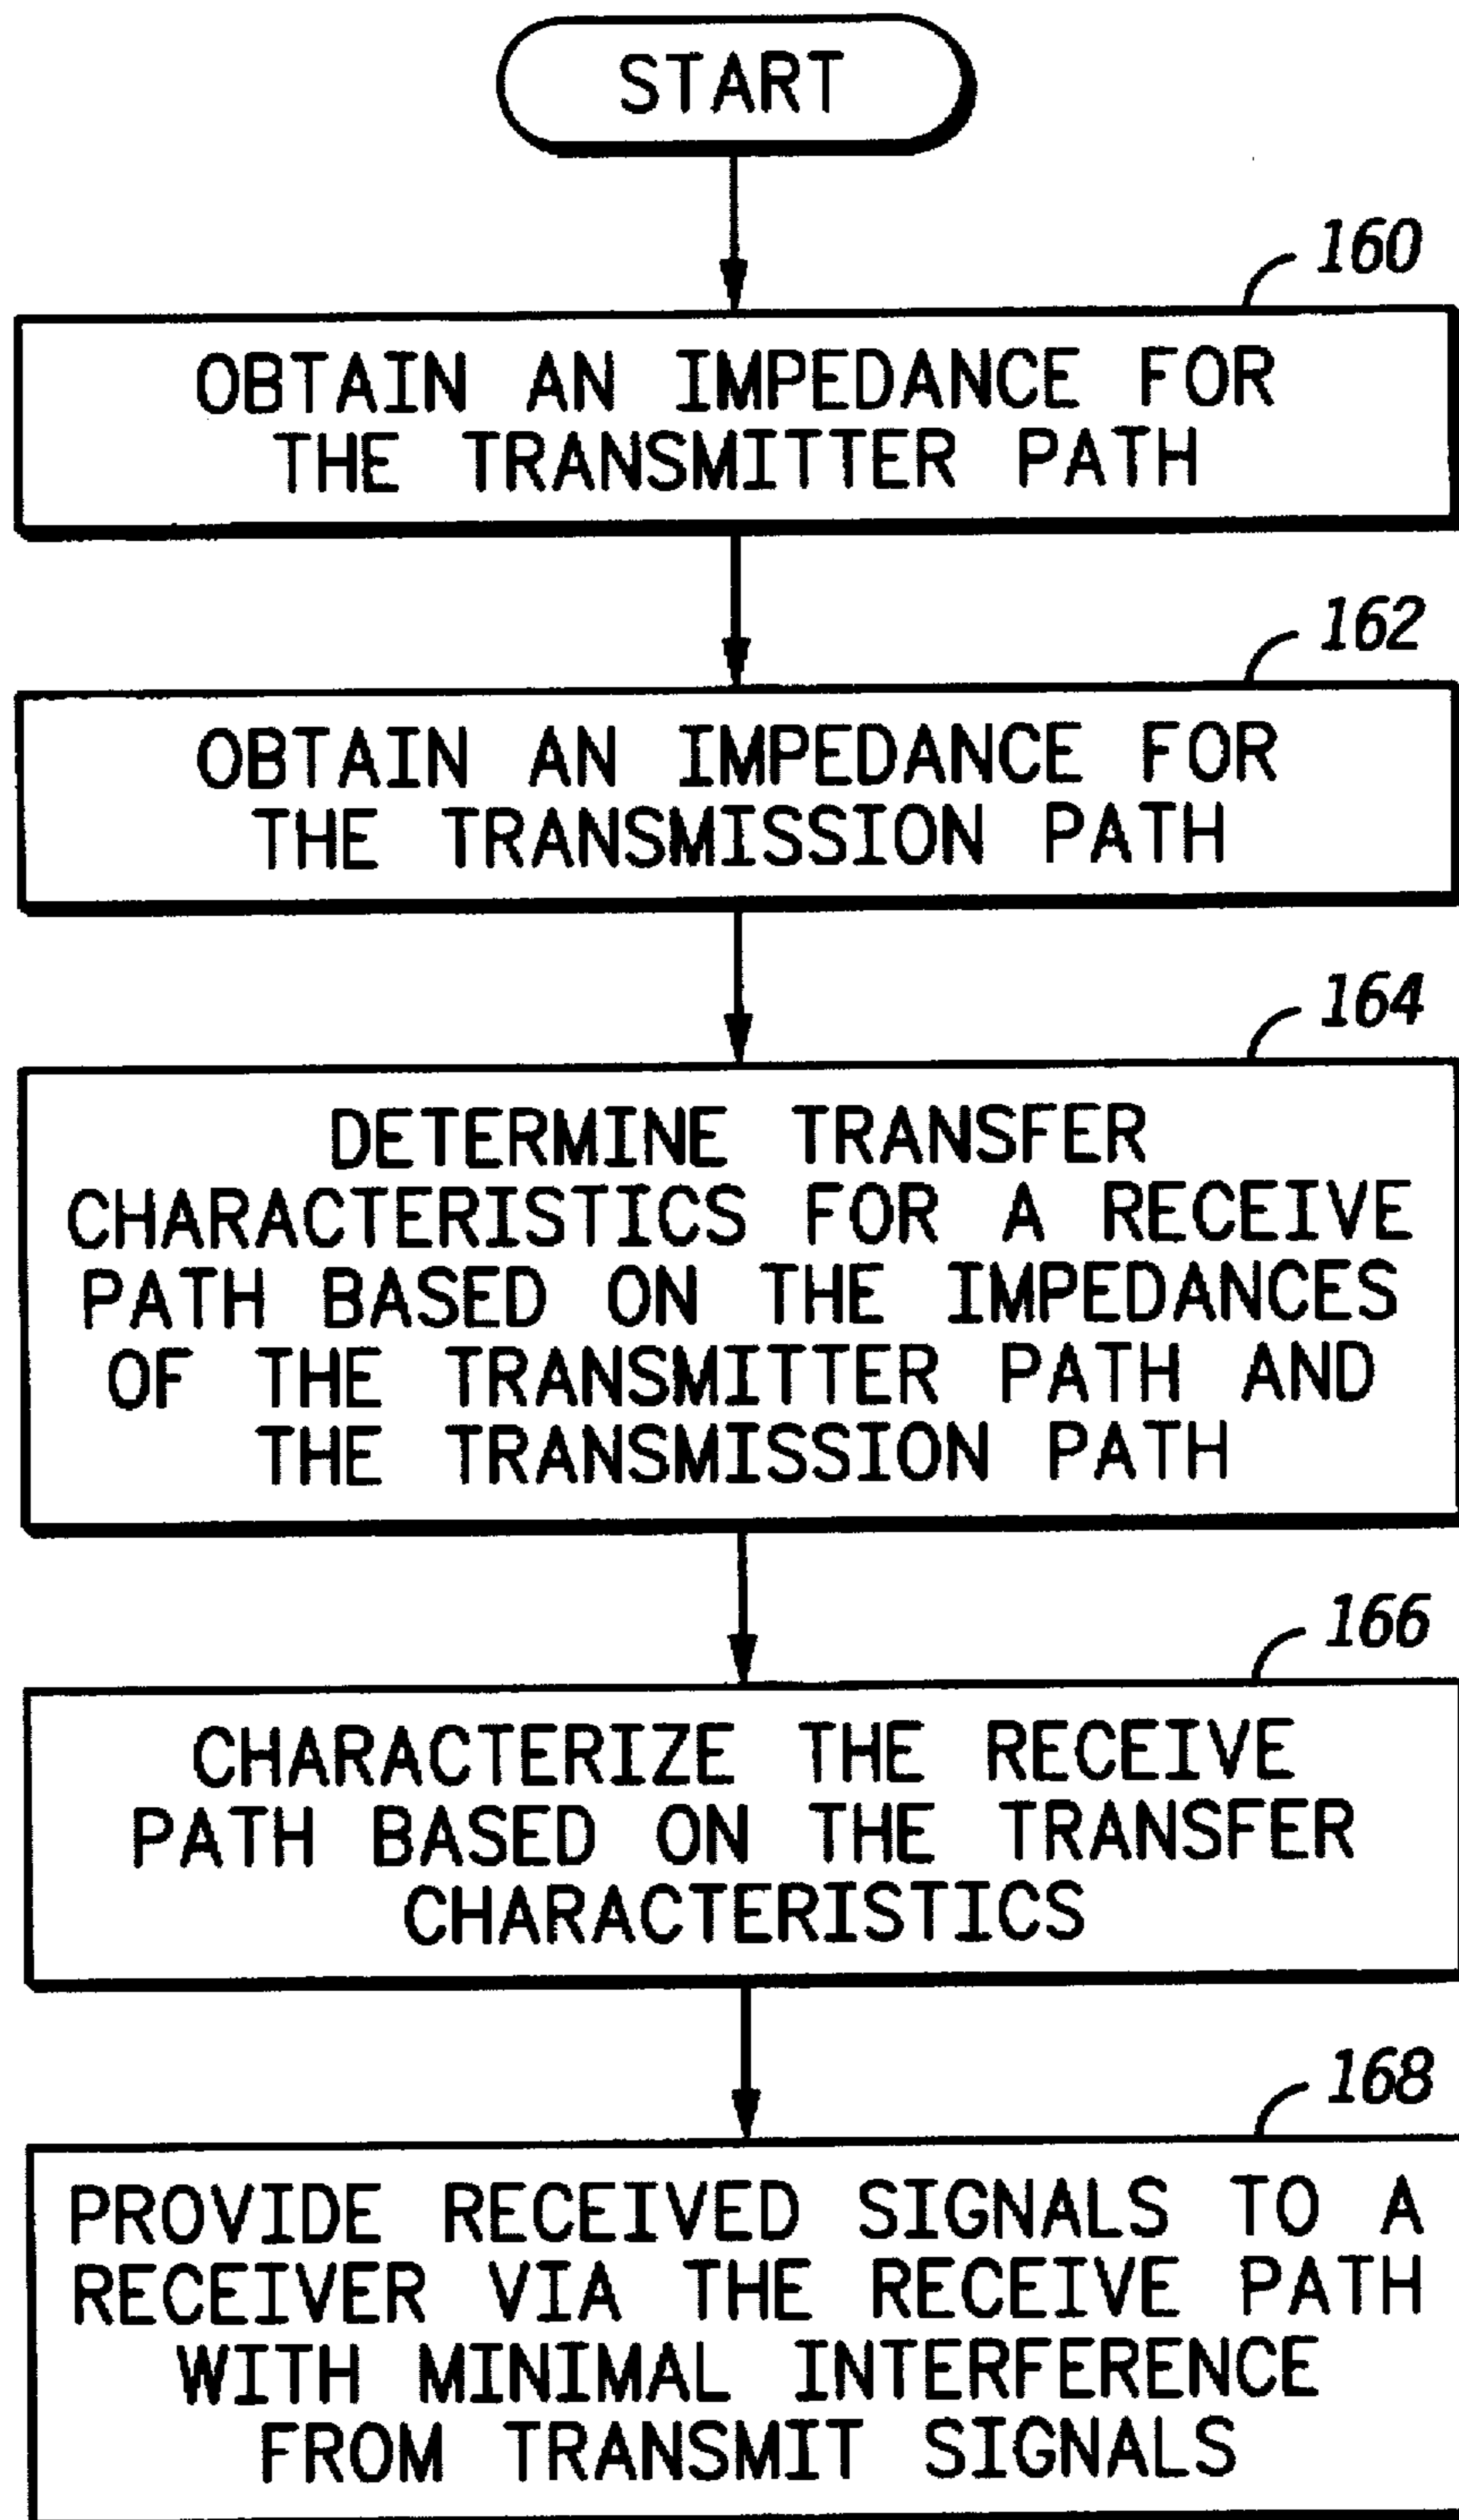 START
160
OBTAIN AN IMPEDANCE FOR
THE TRANSMITTER PATH
162
OBTAIN AN IMPEDANCE FOR
THE TRANSMISSION PATH
164
DETERMINE TRANSFER
CHARACTERISTICS FOR A RECEIVE
PATH BASED ON THE IMPEDANCES
OF THE TRANSMITTER PATH AND
THE TRANSMISSION PATH
166
CHARACTERIZE THE RECEIVE
PATH BASED ON THE TRANSFER
CHARACTERISTICS
168
PROVIDE RECEIVED SIGNALS TO A
RECEIVER VIA THE RECEIVE PATH
WITH MINIMAL INTERFERENCE
FROM TRANSMIT SIGNALS